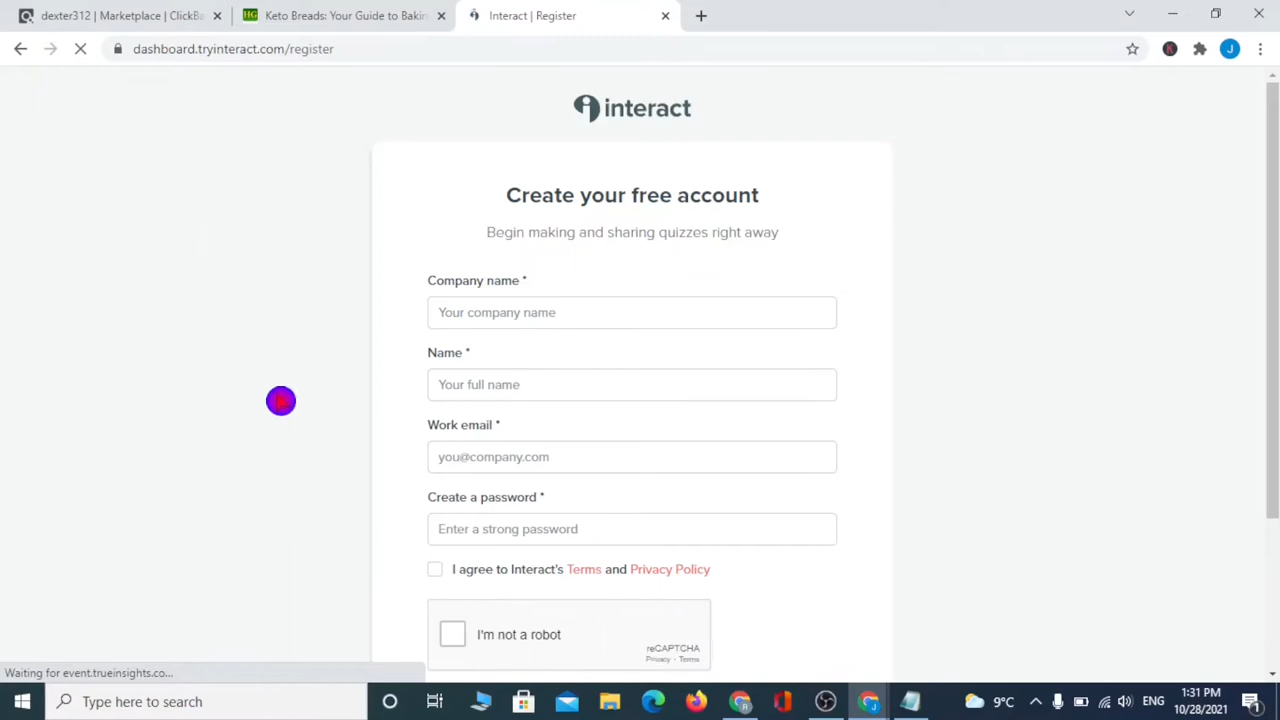 dexter312 | Marketplace | ClickBa
Keto Breads: Your Guide to Bakin
Interact | Register
dashboard.tryinteract.com/register
K
J
interact
Create your free account
Begin making and sharing quizzes right away
Company name *
Your company name
Name *
Your full name
Work email *
you@company.com
Create a password *
Enter a strong password
I agree to Interact's Terms and Privacy Policy
I'm not a robot
reCAPTCHA
Privacy - Terms
Waiting for event.trueinsights.co...
Type here to search
9°C
ENG
1:31 PM
10/28/2021